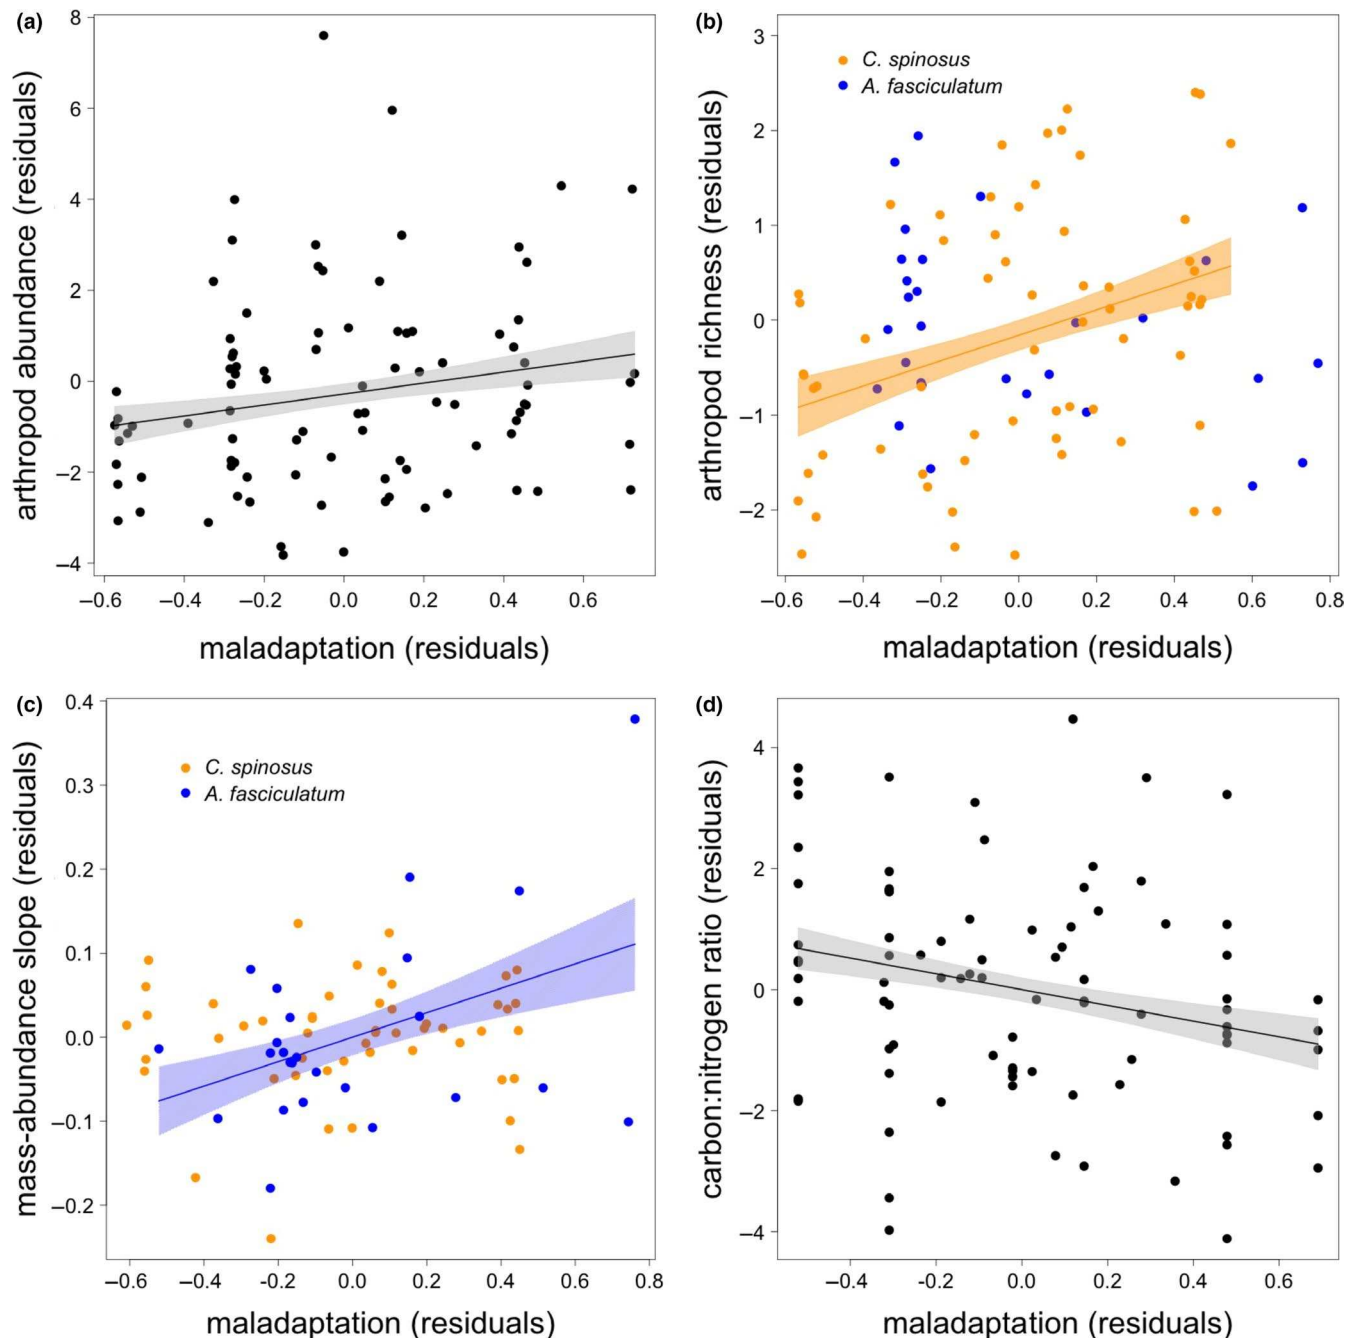 (a)
8
6
4
2
0
−2
−4
arthropod abundance (residuals)
−0.6 −0.4 −0.2 0.0 0.2 0.4 0.6
maladaptation (residuals)
(b)
3
2
1
0
−1
−2
arthropod richness (residuals)
C. spinosus
A. fasciculatum
−0.6 −0.4 −0.2 0.0 0.2 0.4 0.6 0.8
maladaptation (residuals)
(c)
0.4
0.3
0.2
0.1
0.0
−0.1
−0.2
mass-abundance slope (residuals)
C. spinosus
A. fasciculatum
−0.6 −0.4 −0.2 0.0 0.2 0.4 0.6 0.8
maladaptation (residuals)
(d)
4
2
0
−2
−4
carbon:nitrogen ratio (residuals)
−0.4 −0.2 0.0 0.2 0.4 0.6
maladaptation (residuals)